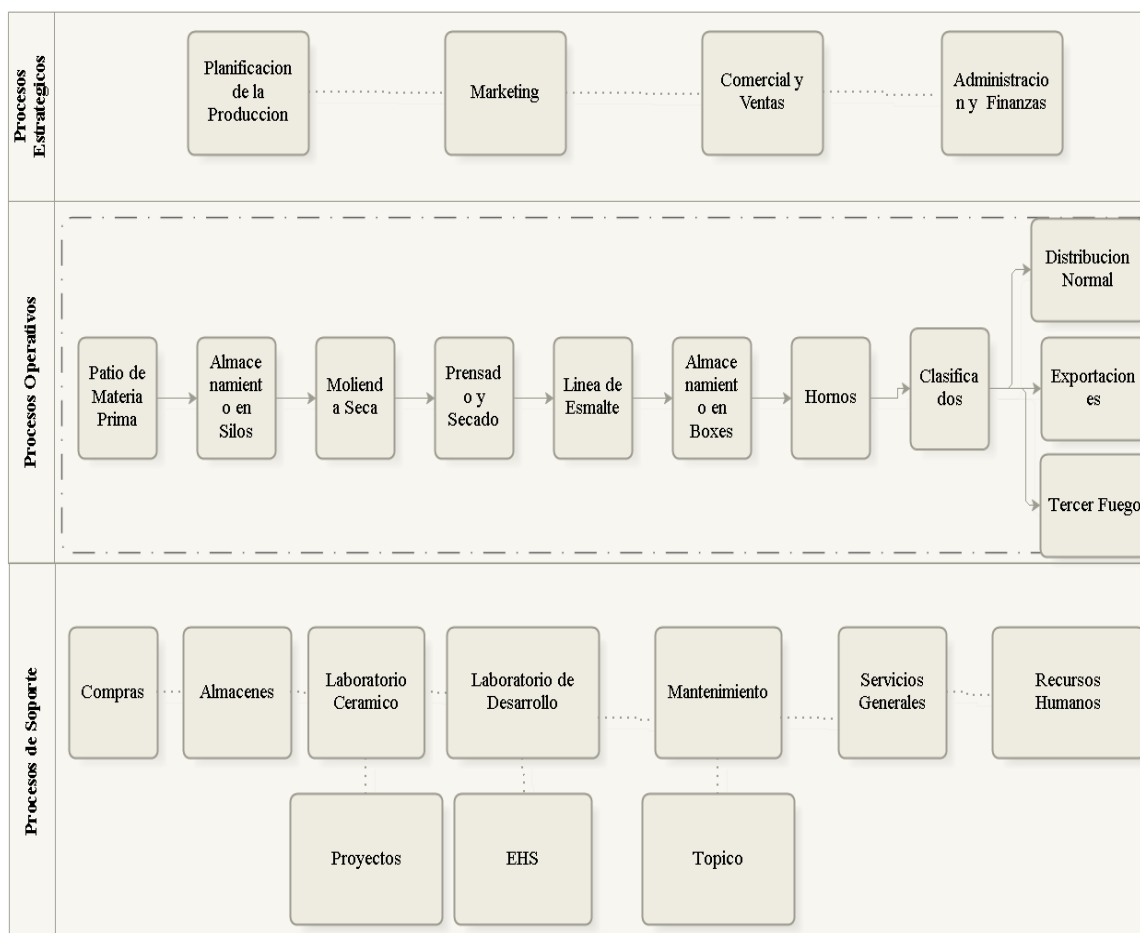 Procesos
Estrategicos
Planificacion
de la
Produccion
Marketing
Comercial y
Ventas
Administracio
n y Finanzas
Procesos Operativos
Patio de
Materia
Prima
Almace
namient
o en
Silos
Moliend
a Seca
Prensad
o y
Secado
Linea de
Esmalte
Almace
namient
o en
Boxes
Hornos
Clasifica
dos
Distribucion
Normal
Exportacion
es
Tercer Fuego
Procesos de Soporte
Compras
Almacenes
Laboratorio
Ceramico
Laboratorio de
Desarrollo
Mantenimiento
Servicios
Generales
Recursos
Humanos
Proyectos
EHS
Topico